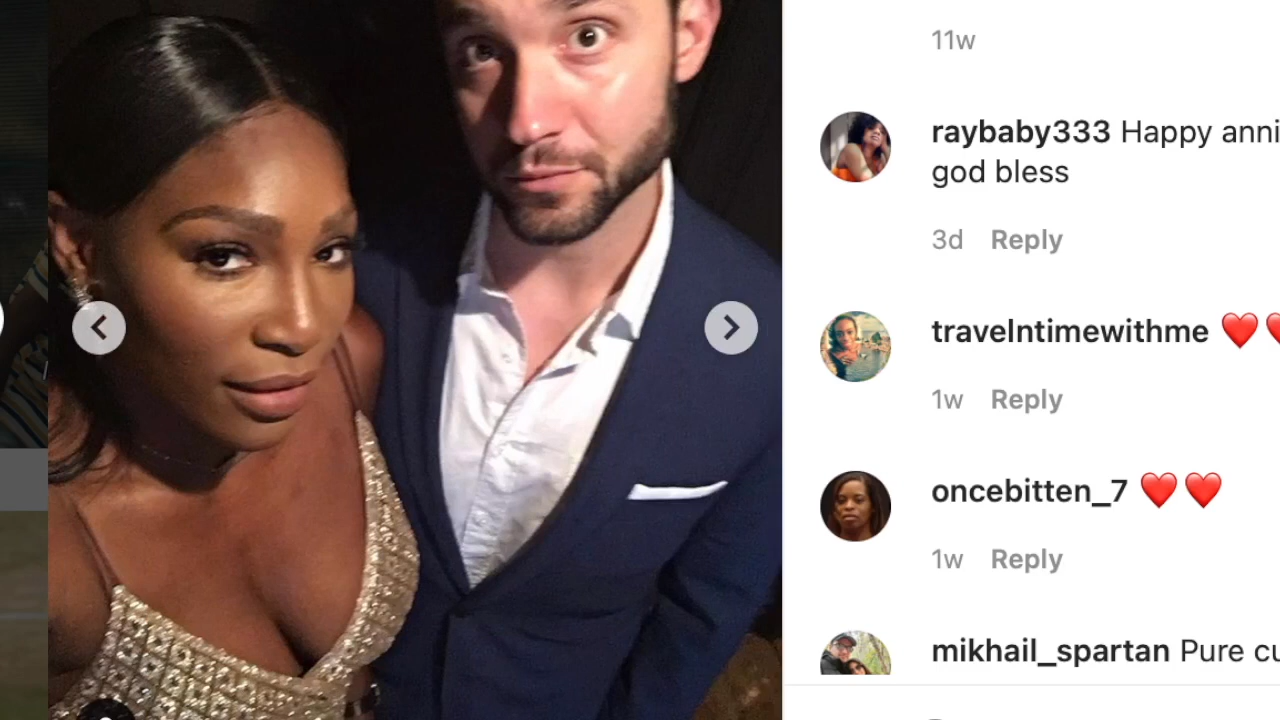 11w
raybaby333 Happy anni
god bless
3d Reply
travelntimewithme ❤️
1w Reply
oncebitten_7 ❤️❤️
1w Reply
mikhail_spartan Pure cu